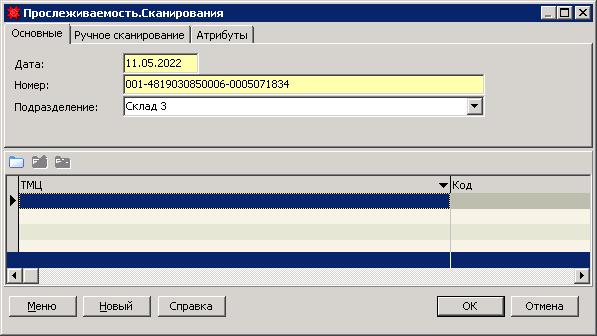 Прослеживаемость.Сканирования
Основные Ручное сканирование Атрибуты
Дата: 11.05.2022
Номер: 001-4819030850006-0005071834
Подразделение: Склад 3
ТМЦ Код
Меню Новый Справка ОК Отмена